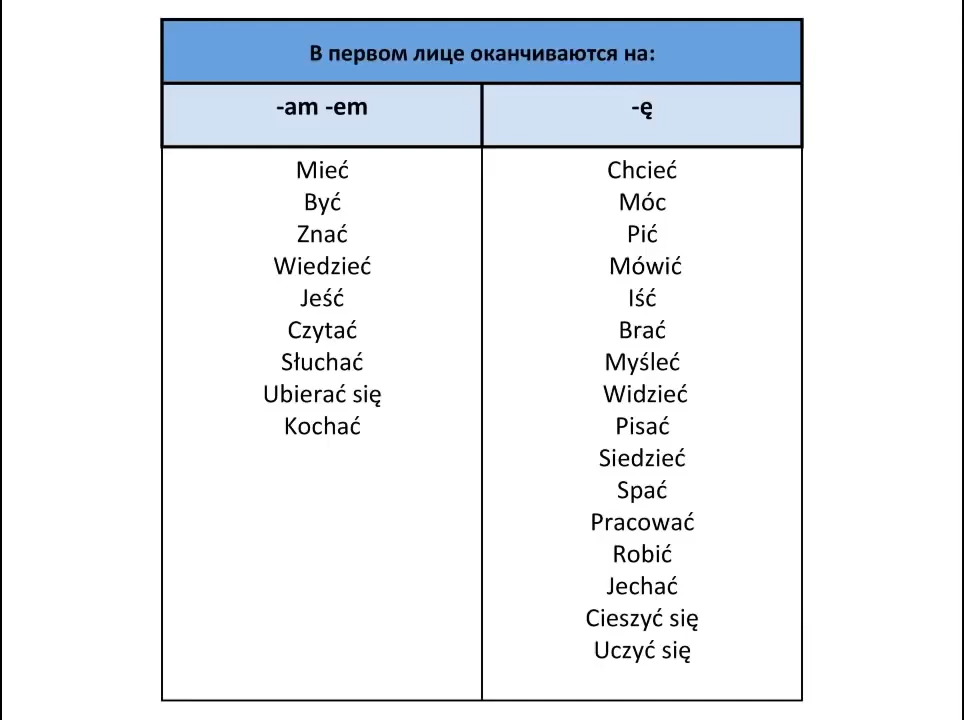 В первом лице оканчиваются на:
-am -em
-ę
Mieć
Być
Znać
Wiedzieć
Jeść
Czytać
Słuchać
Ubierać się
Kochać
Chcieć
Móc
Pić
Mówić
Iść
Brać
Myśleć
Widzieć
Pisać
Siedzieć
Spać
Pracować
Robić
Jechać
Cieszyć się
Uczyć się